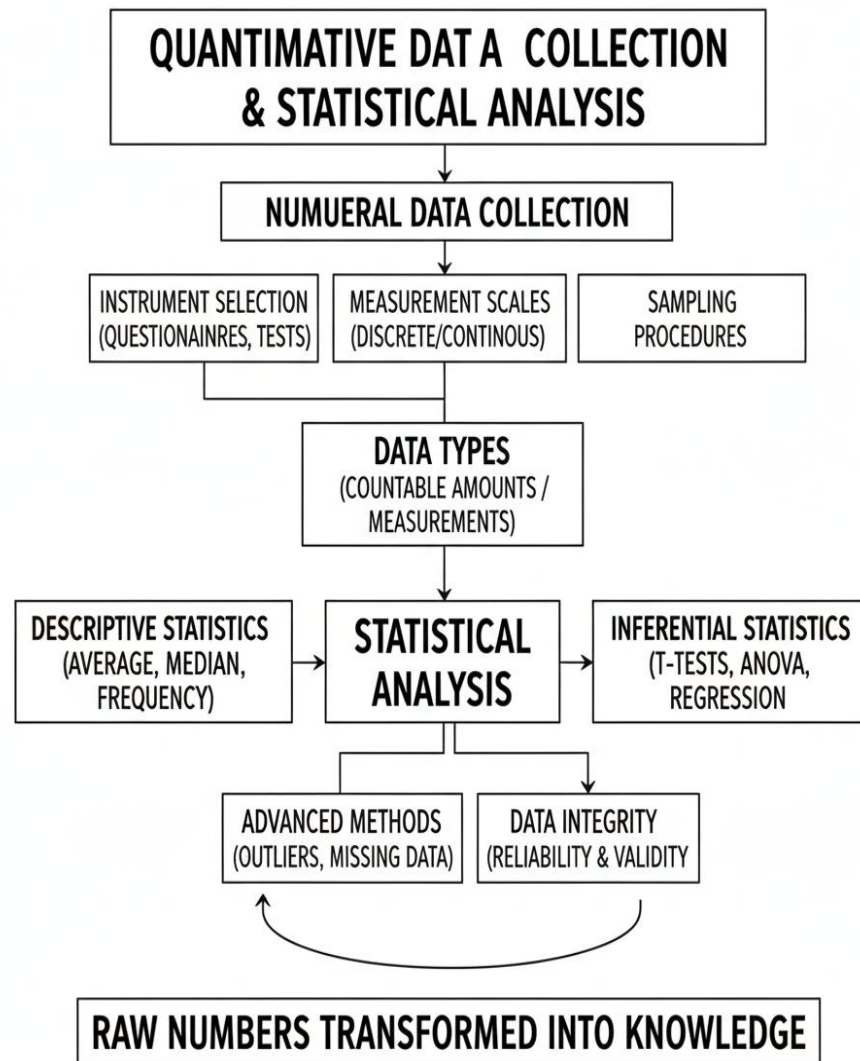 QUANTIMATIVE DAT A COLLECTION
& STATISTICAL ANALYSIS
NUMUERAL DATA COLLECTION
INSTRUMENT SELECTION
(QUESTIONAINRES, TESTS)
MEASUREMENT SCALES
(DISCRETE/CONTINOUS)
SAMPLING
PROCEDURES
DATA TYPES
(COUNTABLE AMOUNTS /
MEASUREMENTS)
DESCRIPTIVE STATISTICS
(AVERAGE, MEDIAN,
FREQUENCY)
STATISTICAL
ANALYSIS
INFERENTIAL STATISTICS
(T-TESTS, ANOVA,
REGRESSION
ADVANCED METHODS
(OUTLIERS, MISSING DATA)
DATA INTEGRITY
(RELIABILITY & VALIDITY
RAW NUMBERS TRANSFORMED INTO KNOWLEDGE